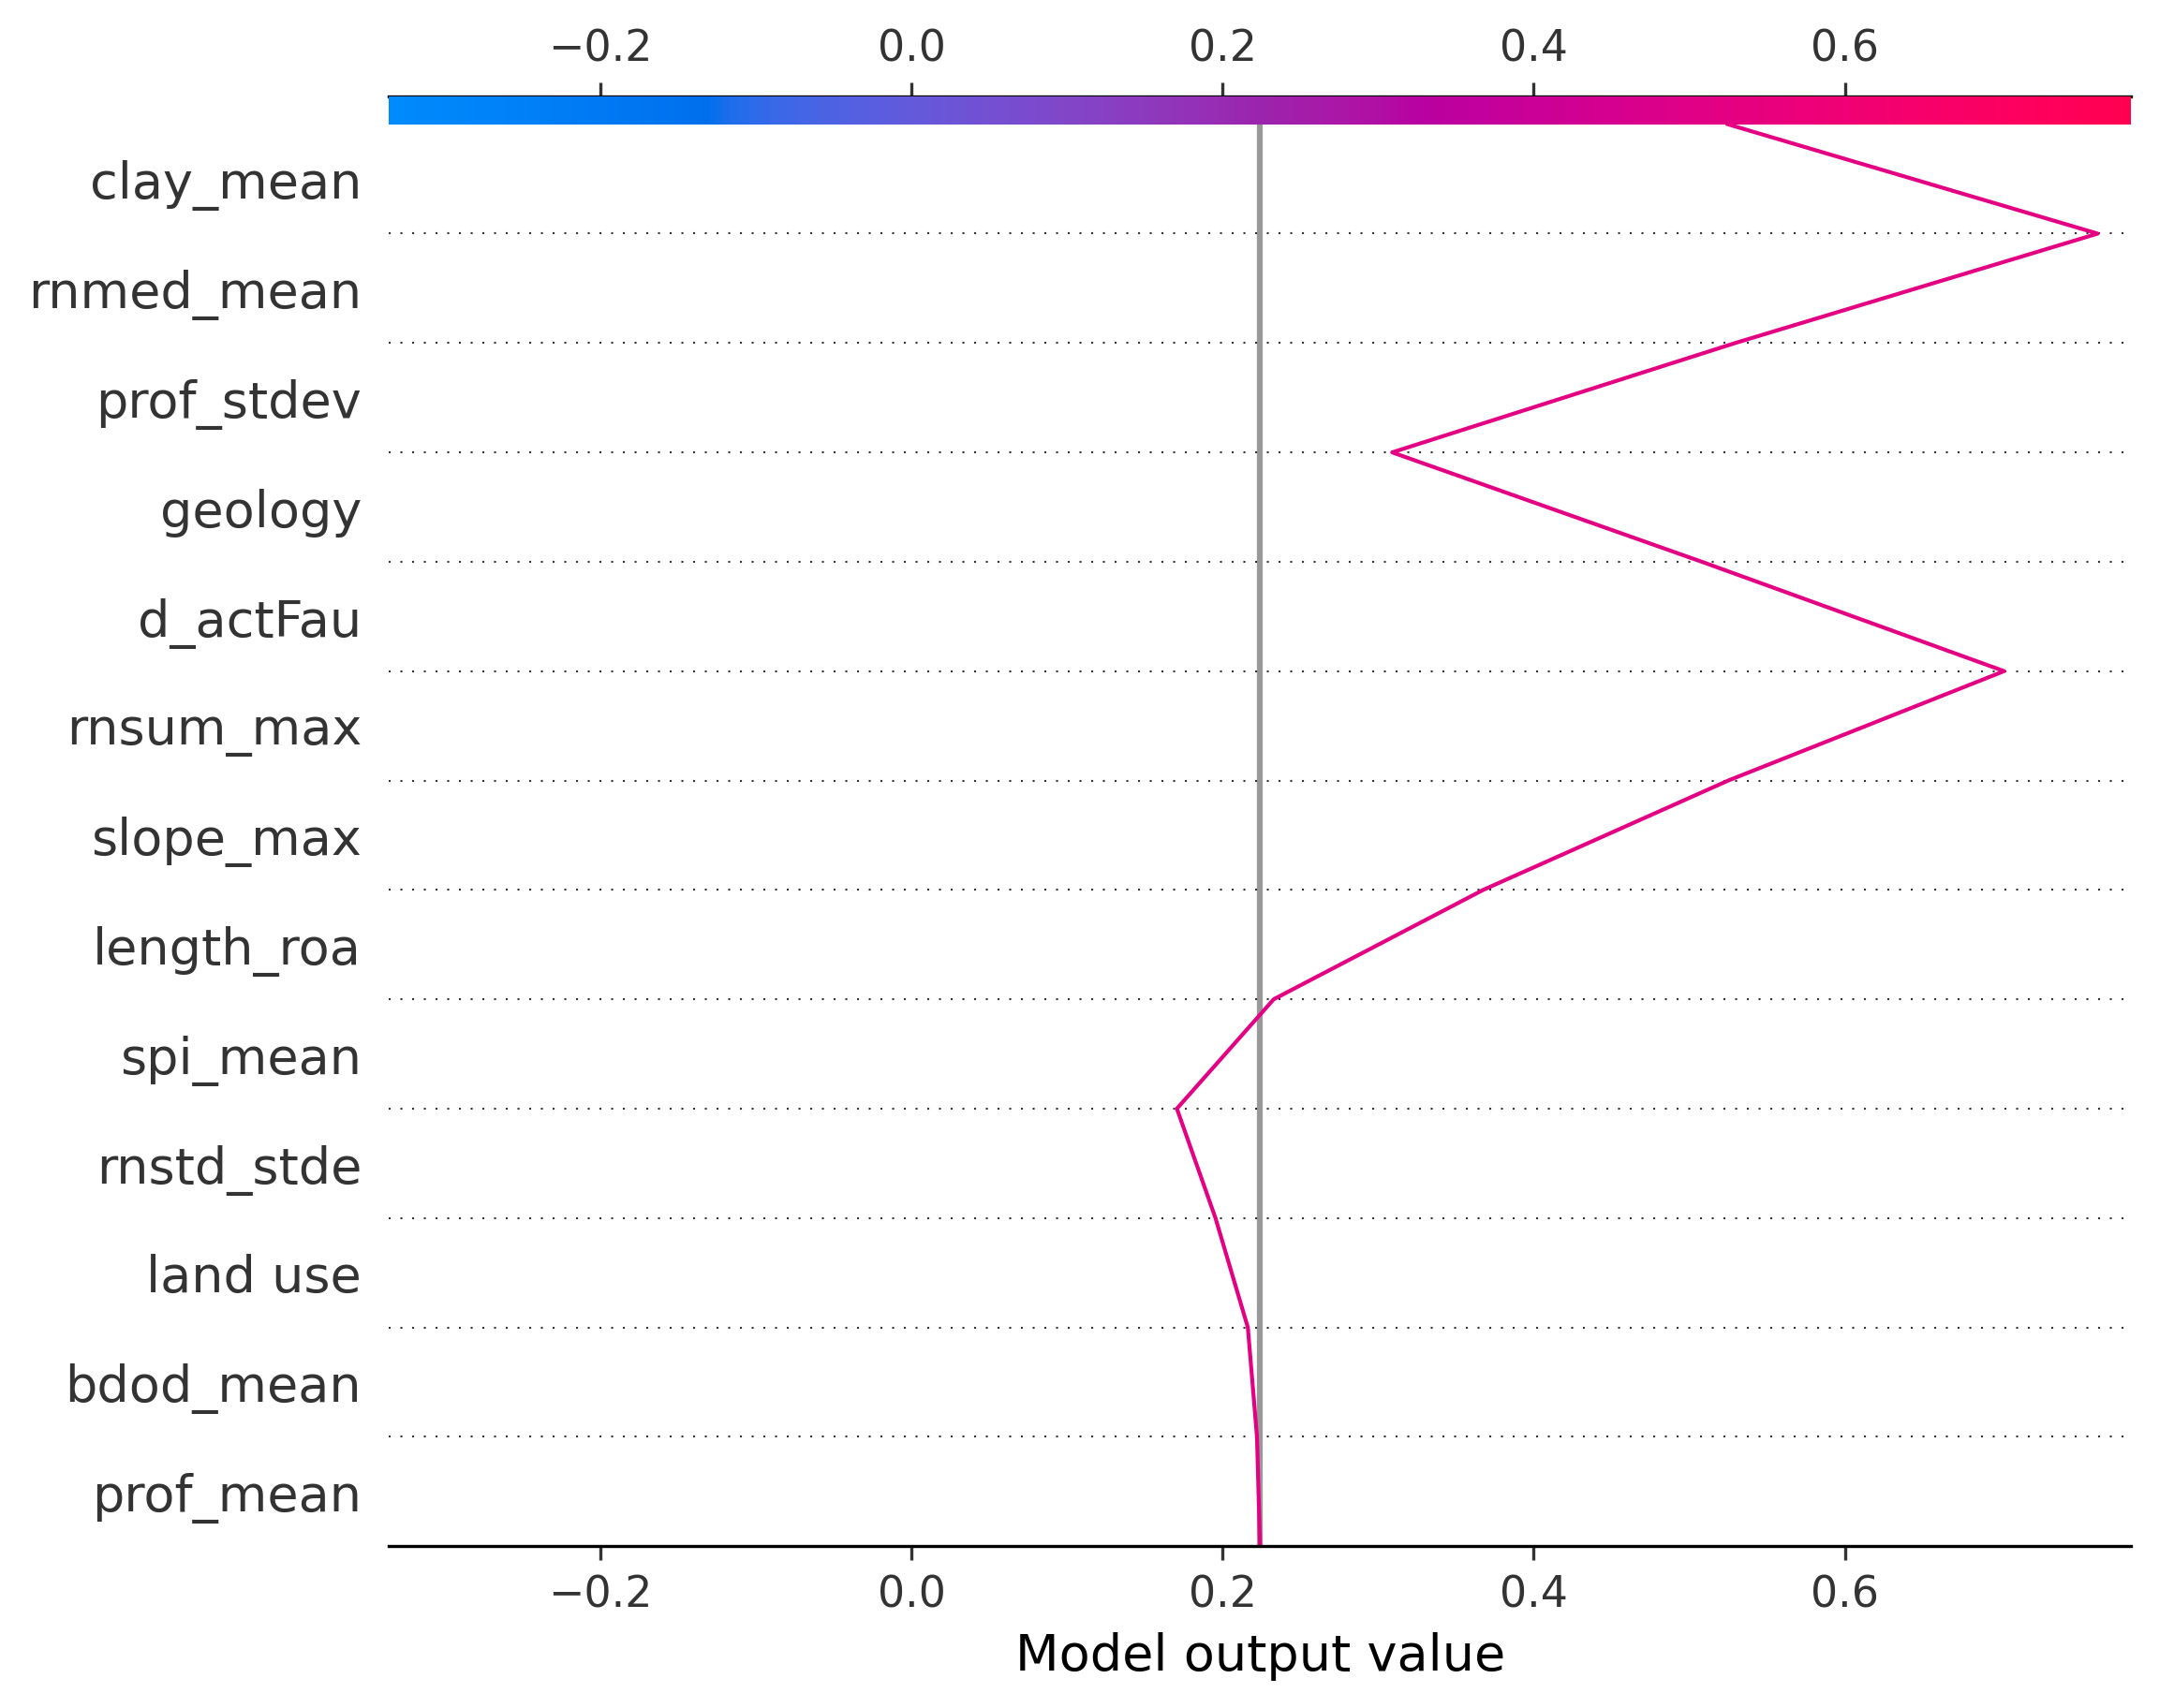 −0.2 0.0 0.2 0.4 0.6
clay_mean
rnmed_mean
prof_stdev
geology
d_actFau
rnsum_max
slope_max
length_roa
spi_mean
rnstd_stde
land use
bdod_mean
prof_mean
−0.2 0.0 0.2 0.4 0.6
Model output value